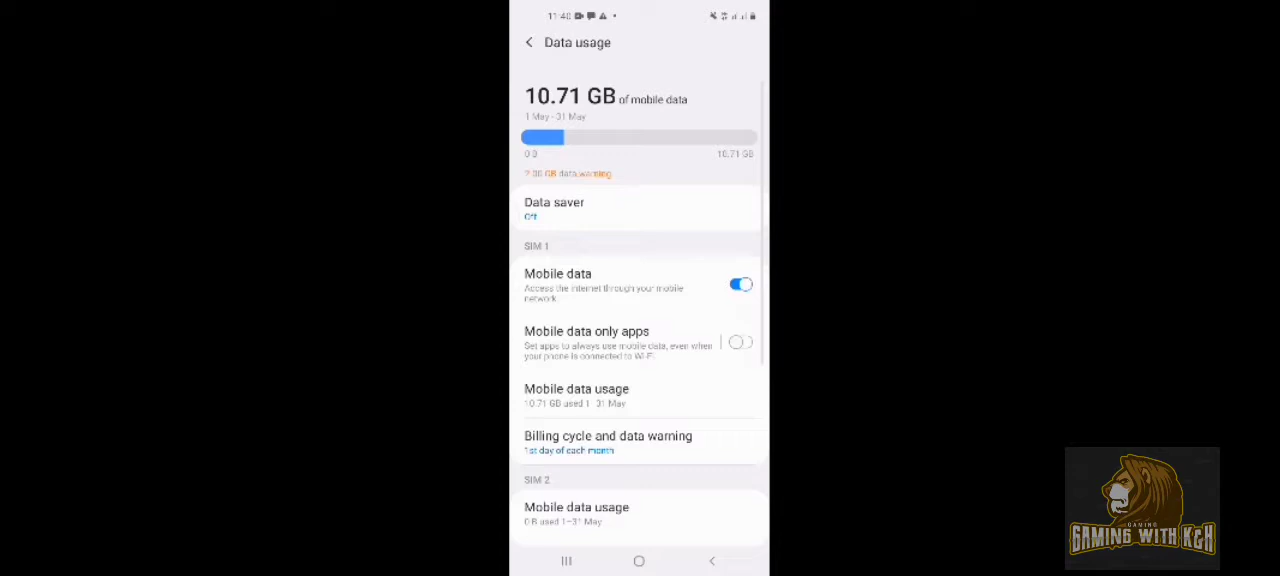 11:40
Data usage
10.71 GB of mobile data
1 May - 31 May
0 B
10.71 GB
GB data warning
Data saver
Off
SIM 1
Mobile data
Access the internet through your mobile
network.
Mobile data only apps
Set apps to always use mobile data, even when
your phone is connected to Wi-Fi.
Mobile data usage
10.71 GB used 1–31 May
Billing cycle and data warning
1st day of each month
SIM 2
Mobile data usage
0 B used 1–31 May
GAMING
GAMING WITH K&H